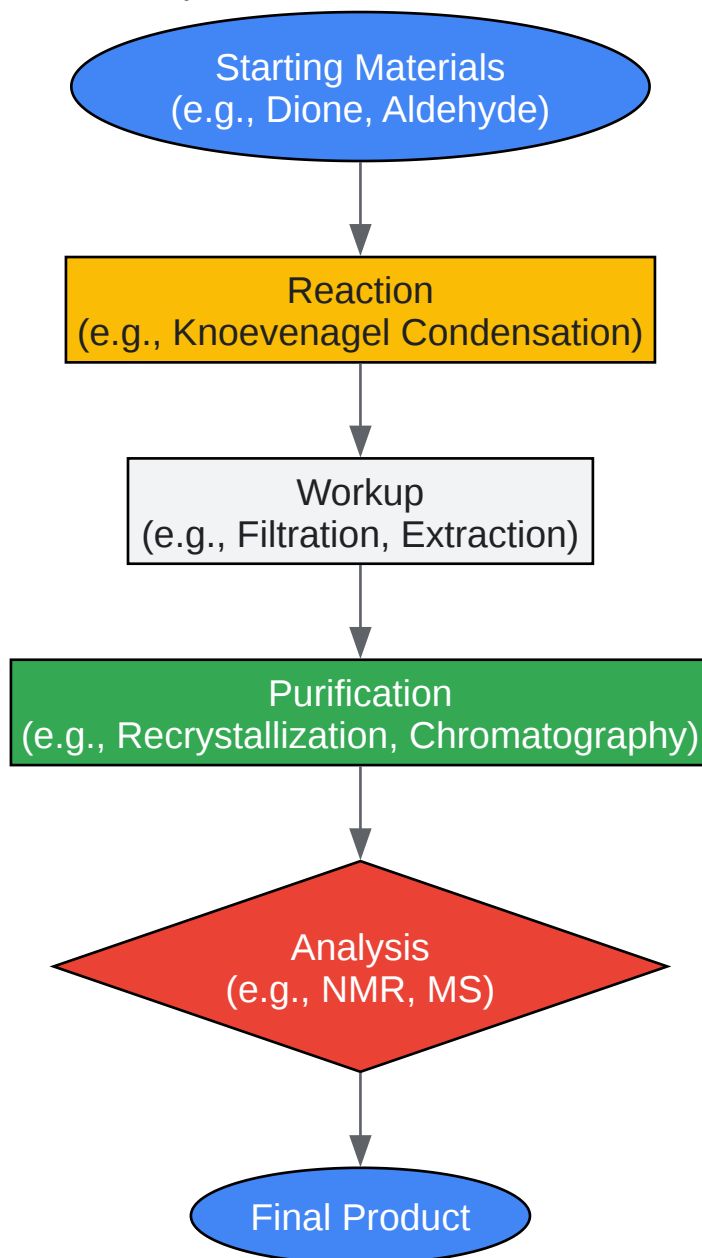 Starting Materials
(e.g., Dione, Aldehyde)
Reaction
(e.g., Knoevenagel Condensation)
Workup
(e.g., Filtration, Extraction)
Purification
(e.g., Recrystallization, Chromatography)
Analysis
(e.g., NMR, MS)
Final Product